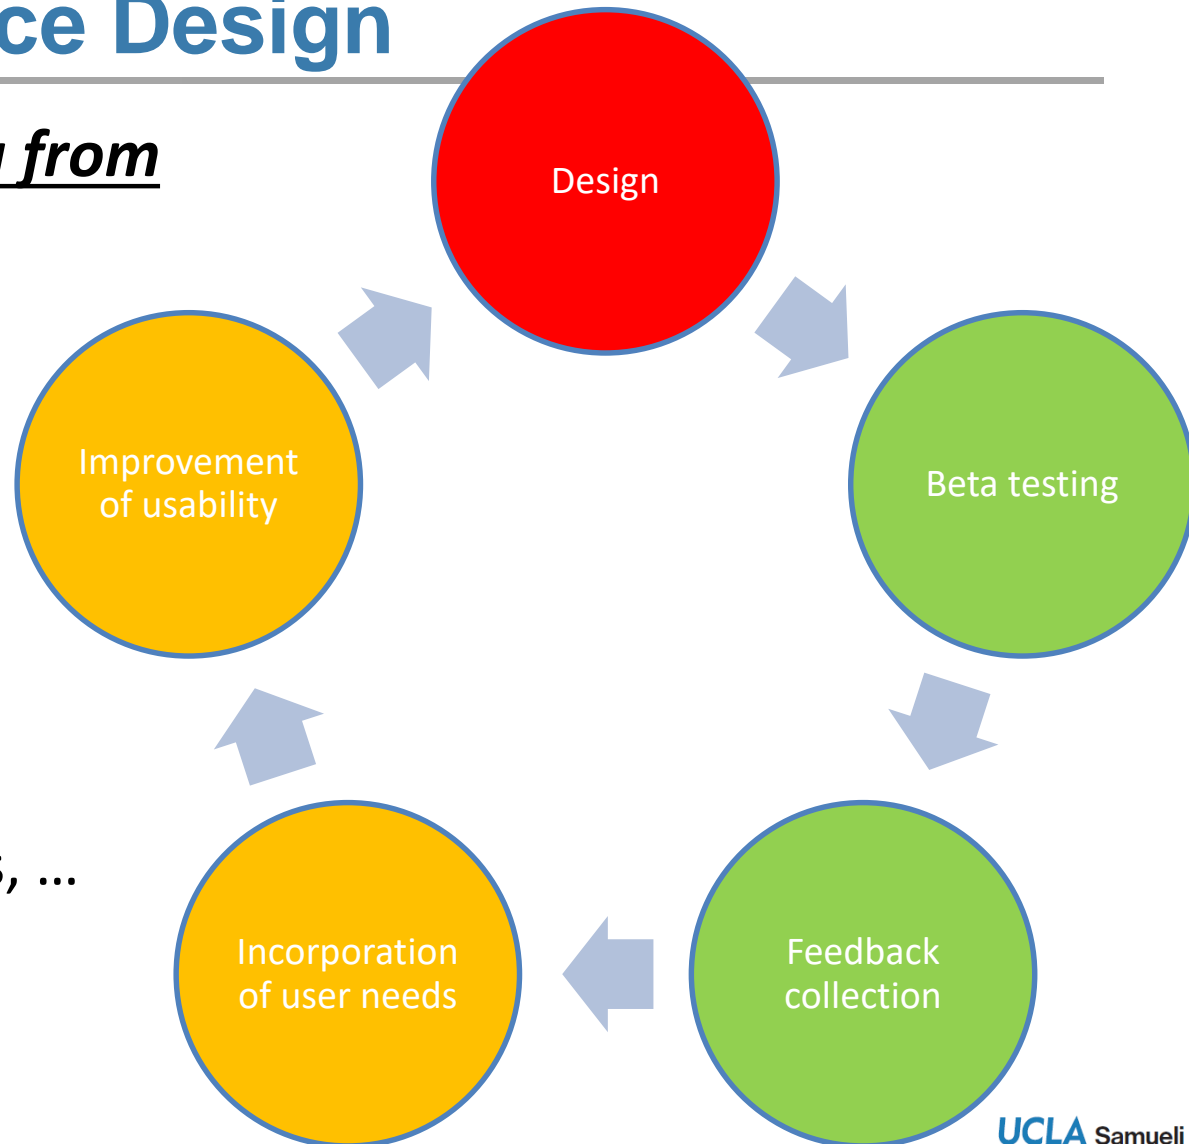 ce Design
from
Design
Improvement
of usability
Beta testing
s, …
Incorporation
of user needs
Feedback
collection
UCLA Samueli